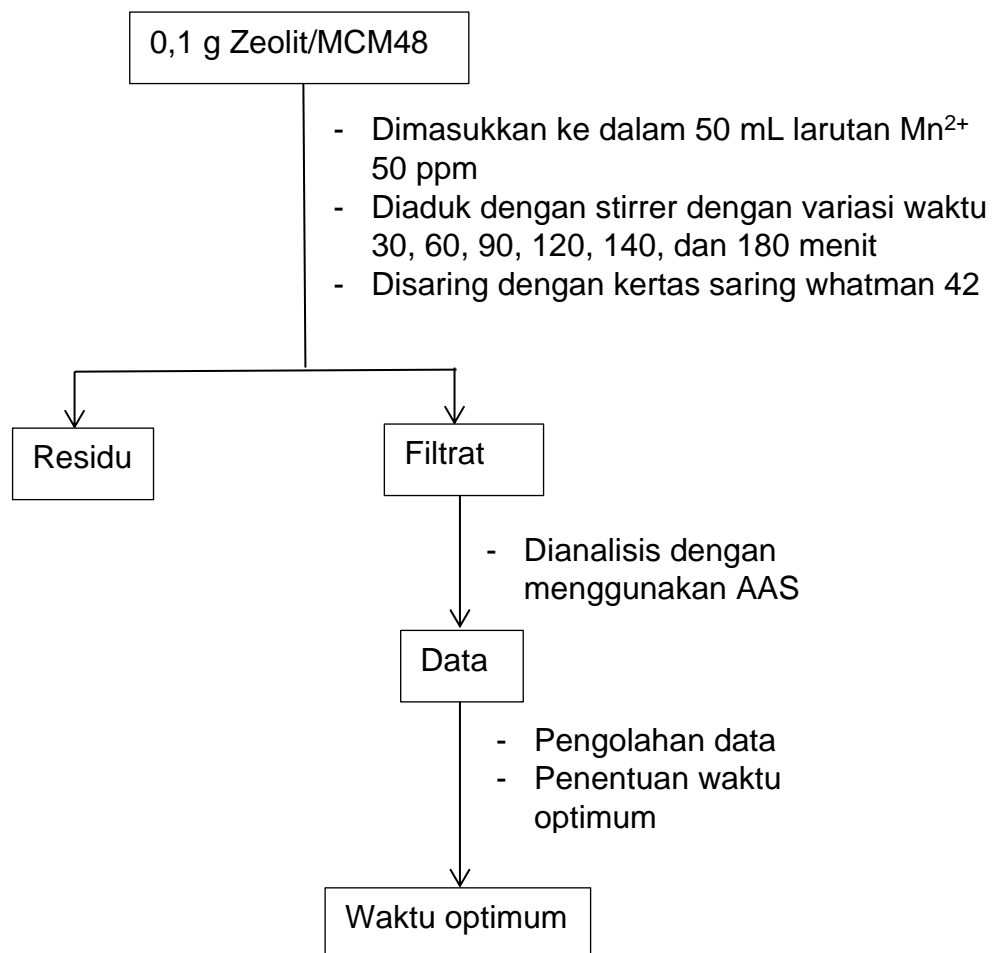 0,1 g Zeolit/MCM48
- Dimasukkan ke dalam 50 mL larutan Mn²⁺
50 ppm
- Diaduk dengan stirrer dengan variasi waktu
30, 60, 90, 120, 140, dan 180 menit
- Disaring dengan kertas saring whatman 42
Residu
Filtrat
- Dianalisis dengan
menggunakan AAS
Data
- Pengolahan data
- Penentuan waktu
optimum
Waktu optimum